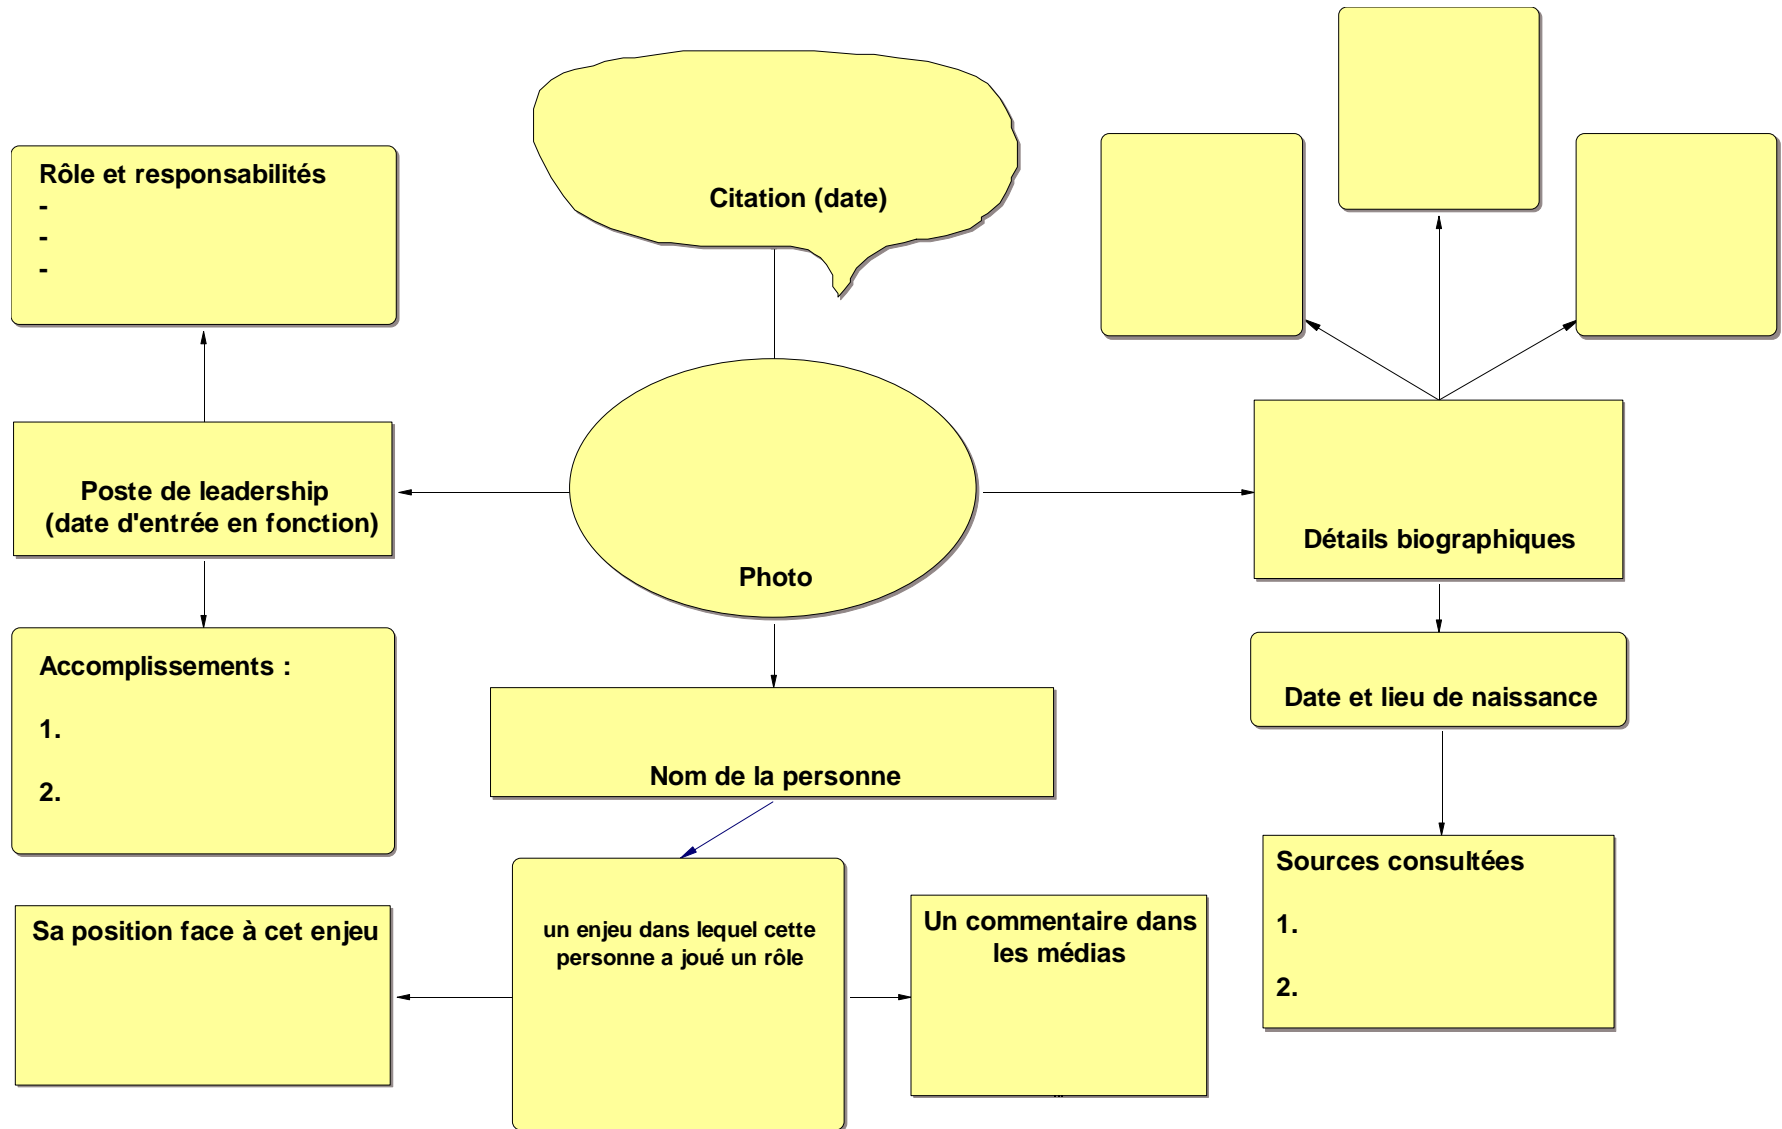 Citation (date)
Rôle et responsabilités
-
-
-
Poste de leadership
(date d'entrée en fonction)
Photo
Détails biographiques
Accomplissements :
1.
2.
Nom de la personne
Date et lieu de naissance
Sa position face à cet enjeu
un enjeu dans lequel cette
personne a joué un rôle
Un commentaire dans
les médias
...
Sources consultées
1.
2.